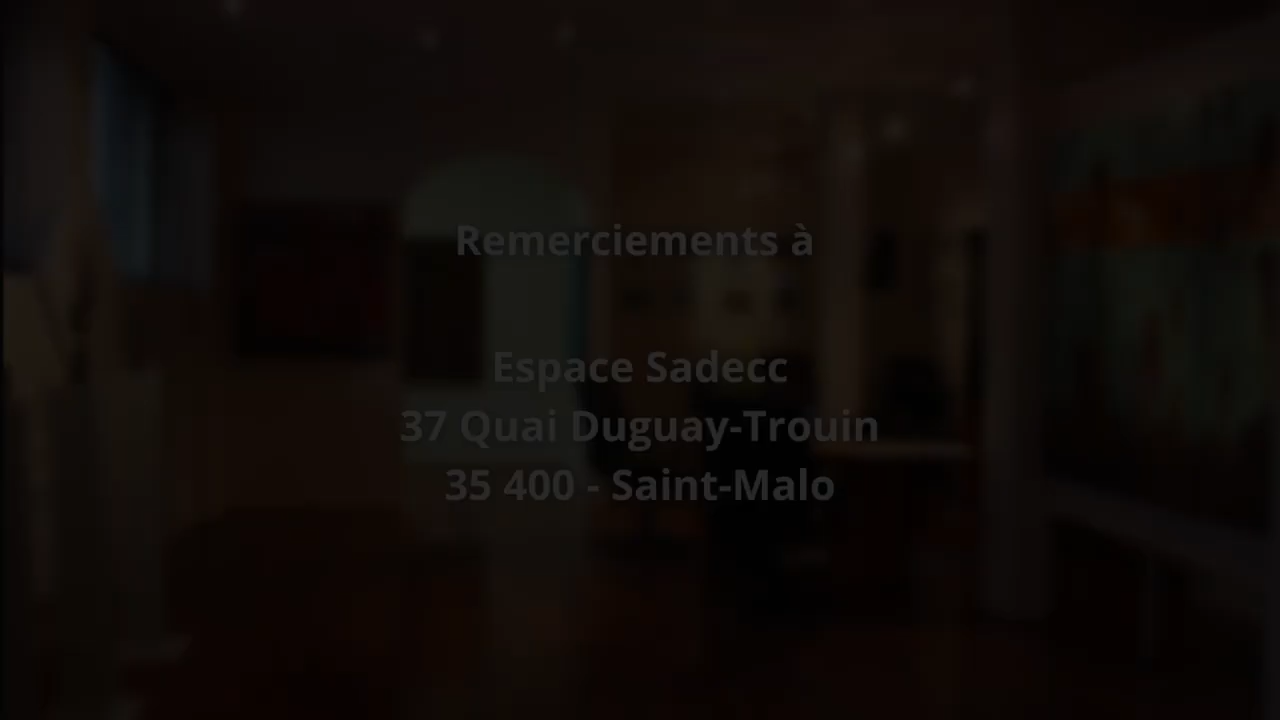 Remerciements à
Espace Sadecc
37 Quai Duguay-Trouin
35 400 - Saint-Malo